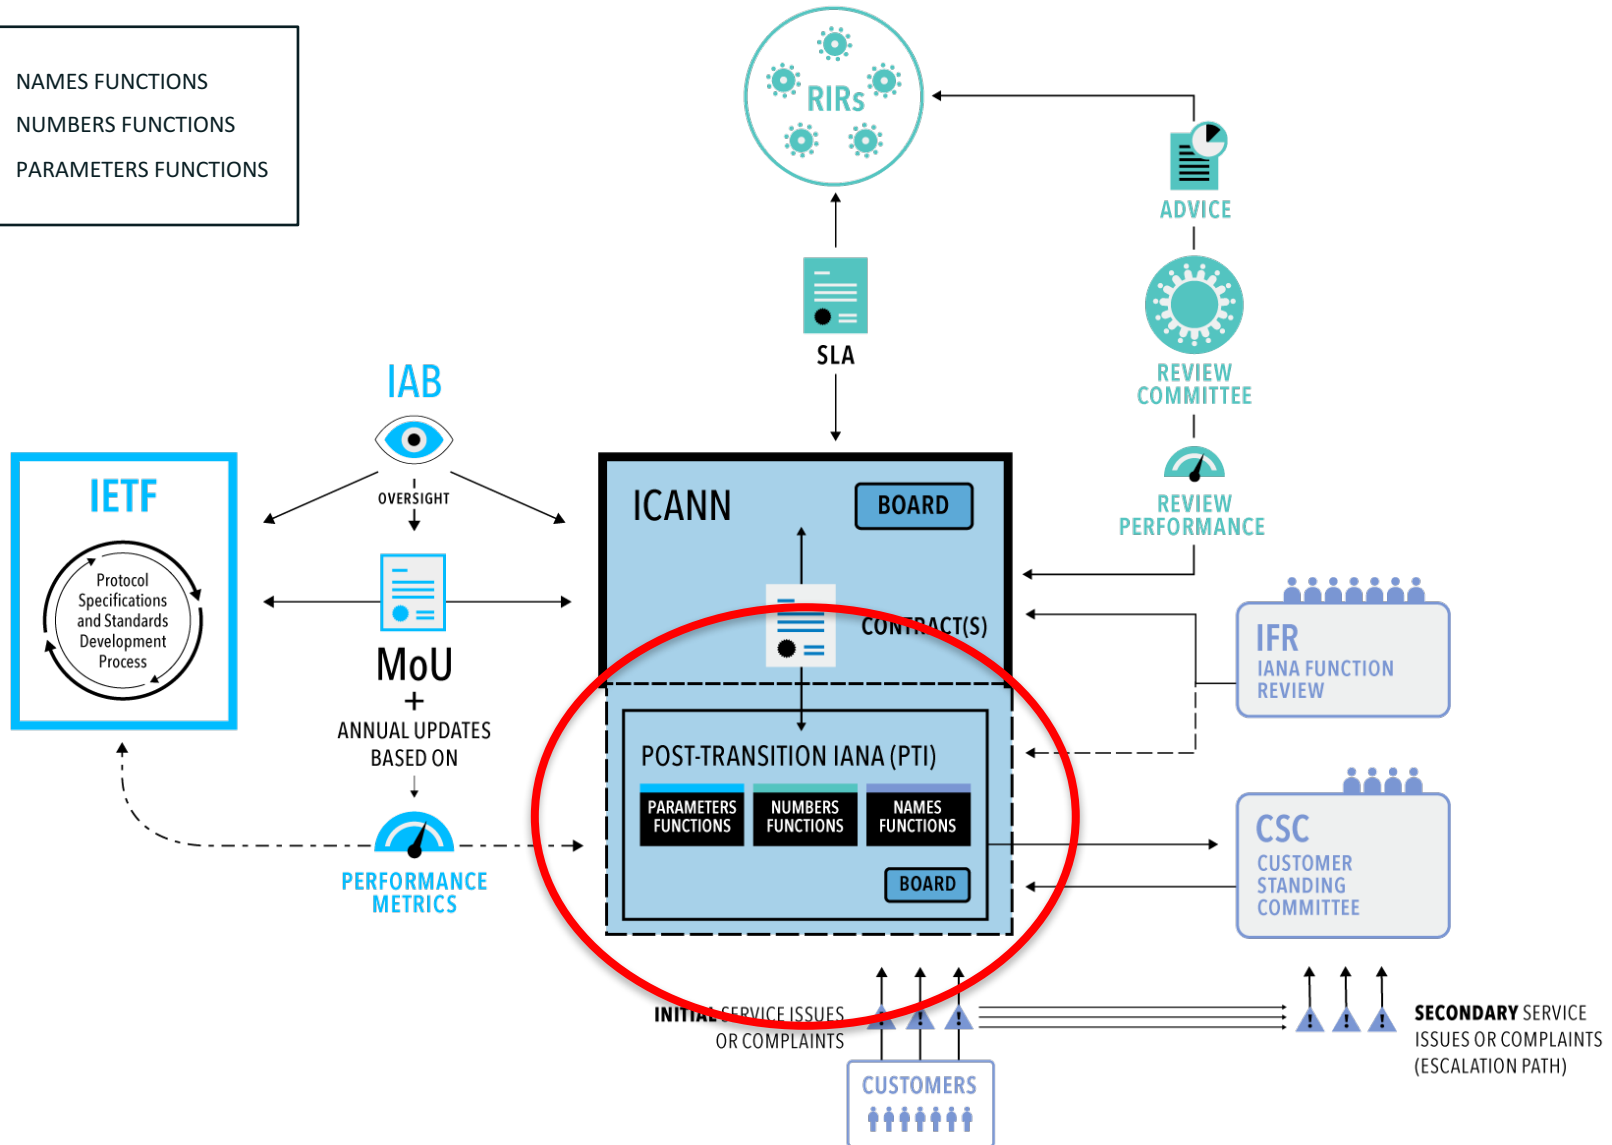 NAMES FUNCTIONS
NUMBERS FUNCTIONS
PARAMETERS FUNCTIONS
RIRs
ADVICE
SLA
REVIEW
COMMITTEE
REVIEW
PERFORMANCE
IAB
OVERSIGHT
IETF
Protocol
Specifications
and Standards
Development
Process
MoU
+
ANNUAL UPDATES
BASED ON
PERFORMANCE
METRICS
ICANN
BOARD
CONTRACT(S)
POST-TRANSITION IANA (PTI)
PARAMETERS
FUNCTIONS
NUMBERS
FUNCTIONS
NAMES
FUNCTIONS
BOARD
IFR
IANA FUNCTION
REVIEW
CSC
CUSTOMER
STANDING
COMMITTEE
INITIAL SERVICE ISSUES
OR COMPLAINTS
! ! !
! ! !
SECONDARY SERVICE
ISSUES OR COMPLAINTS
(ESCALATION PATH)
CUSTOMERS